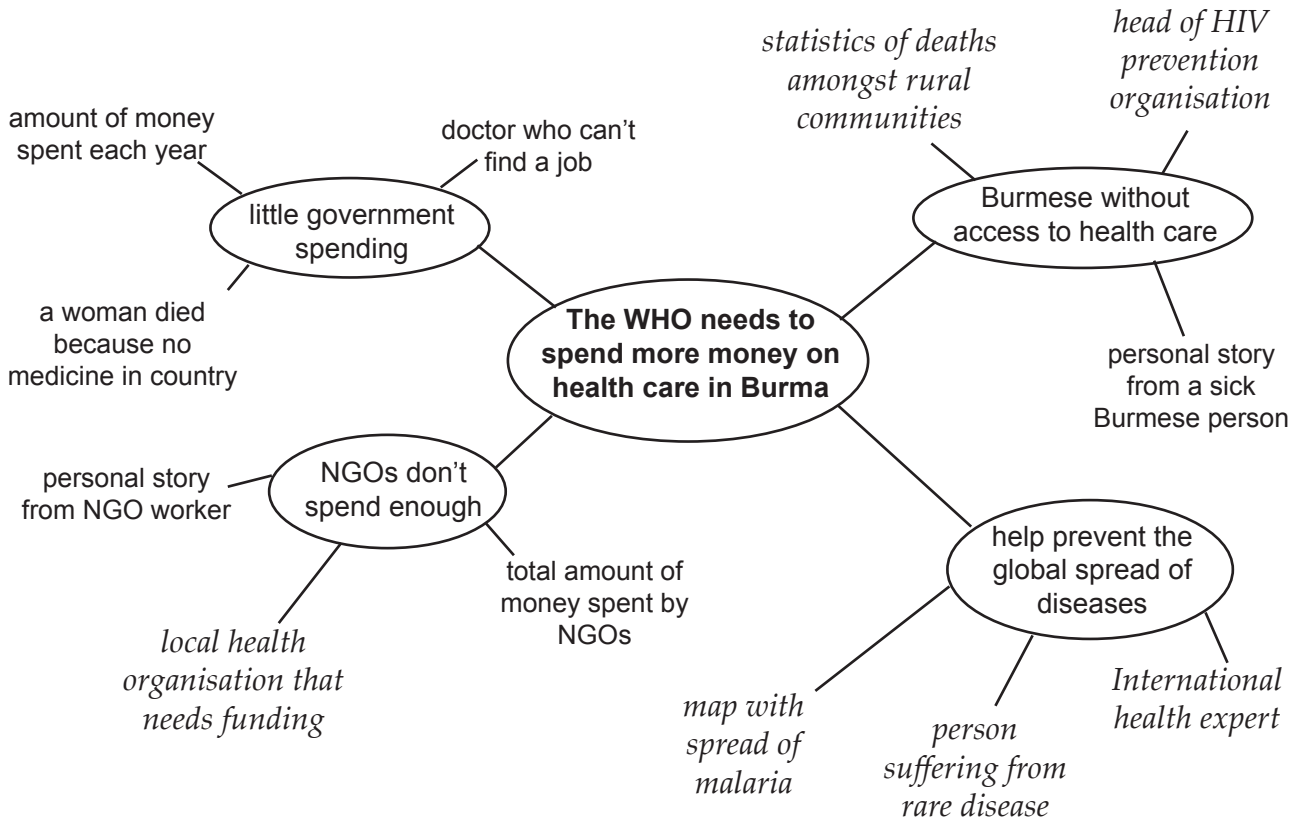 statistics of deaths
amongst rural
communities
head of HIV
prevention
organisation
amount of money
spent each year
doctor who can't
find a job
little government
spending
Burmese without
access to health care
a woman died
because no
medicine in country
The WHO needs to
spend more money on
health care in Burma
personal story
from a sick
Burmese person
personal story
from NGO worker
NGOs don't
spend enough
total amount of
money spent by
NGOs
local health
organisation that
needs funding
help prevent the
global spread of
diseases
map with
spread of
malaria
person
suffering from
rare disease
International
health expert